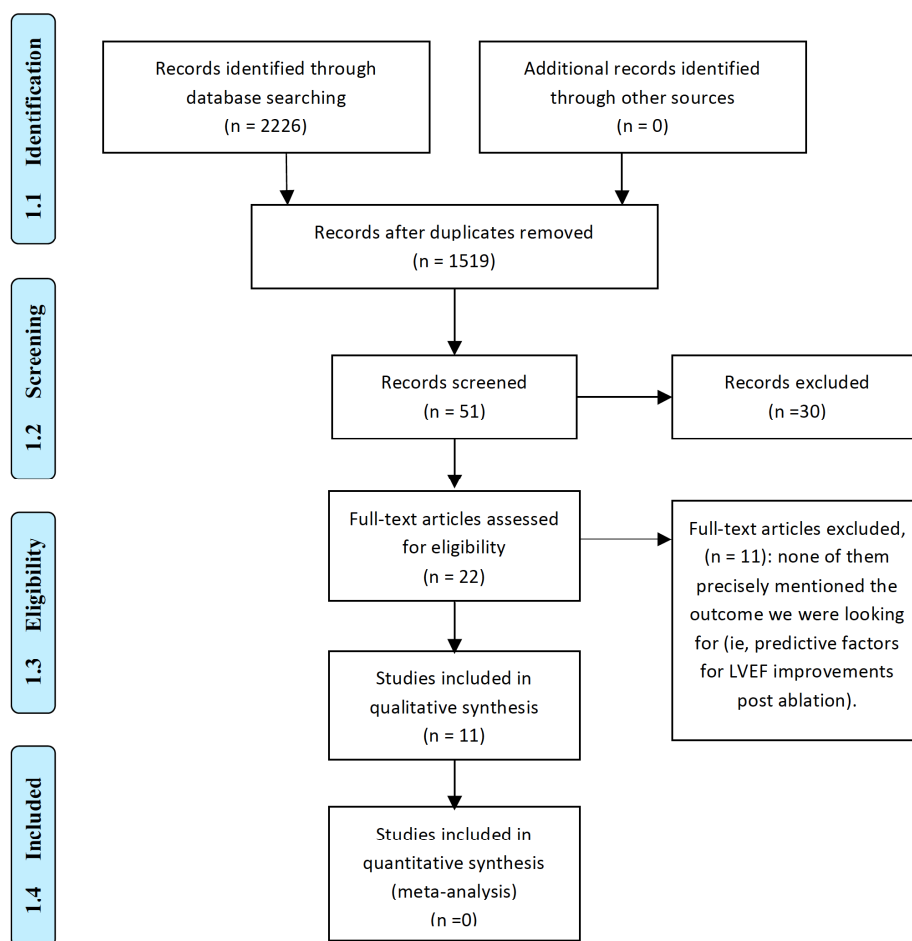 1.1 Identification
Records identified through
database searching
(n = 2226)
Additional records identified
through other sources
(n = 0)
Records after duplicates removed
(n = 1519)
1.2 Screening
Records screened
(n = 51)
Records excluded
(n =30)
1.3 Eligibility
Full-text articles assessed
for eligibility
(n = 22)
Full-text articles excluded,
(n = 11): none of them
precisely mentioned the
outcome we were looking
for (ie, predictive factors
for LVEF improvements
post ablation).
Studies included in
qualitative synthesis
(n = 11)
1.4 Included
Studies included in
quantitative synthesis
(meta-analysis)
(n =0)